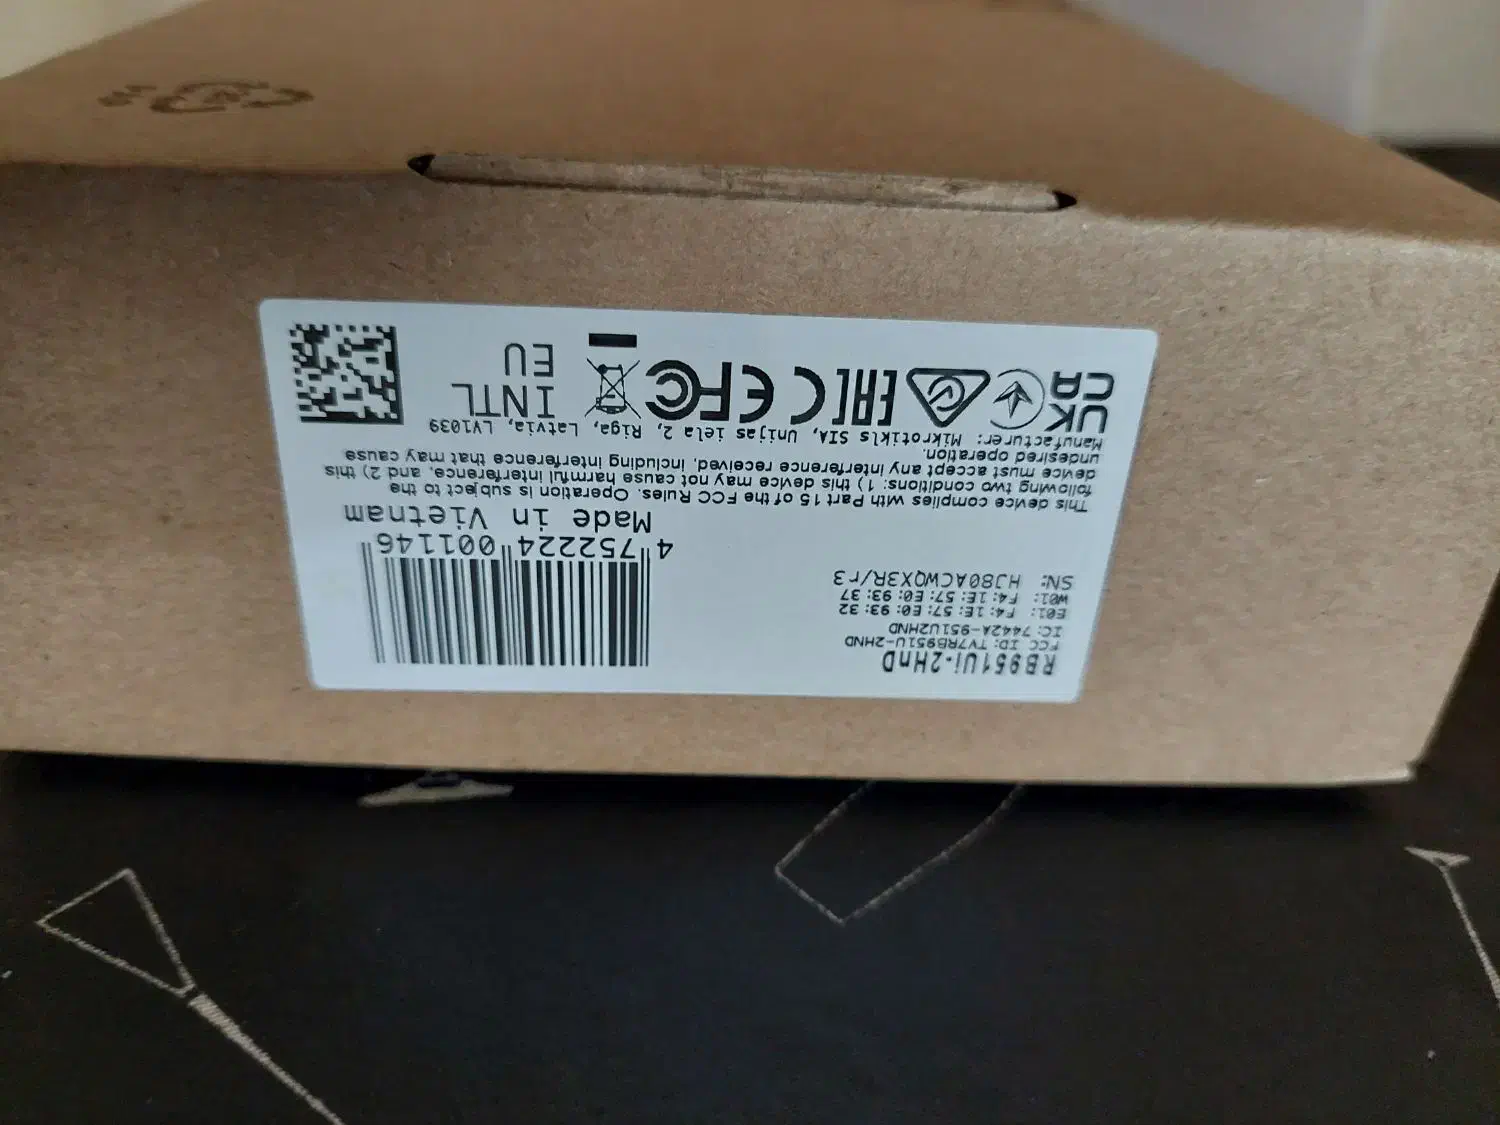 RB951Ui-2HnD
FCC ID: TV7RB951U-2HND
IC: 7442A-951U2HND
E01: F4:1E:57:E0:93:32
W01: F4:1E:57:E0:93:37
SN: HJ80ACWQX3R/r3
4 752224 001146
Made in Vietnam
This device complies with Part 15 of the FCC Rules. Operation is subject to the
following two conditions: 1) this device may not cause harmful interference, and 2) this
device must accept any interference received, including interference that may cause
undesired operation.
Manufacturer: Mikrotikls SIA, Unijas iela 2, Riga, Latvia, LV1039
UK
CA
EAC
CE
FC
INTL
EU